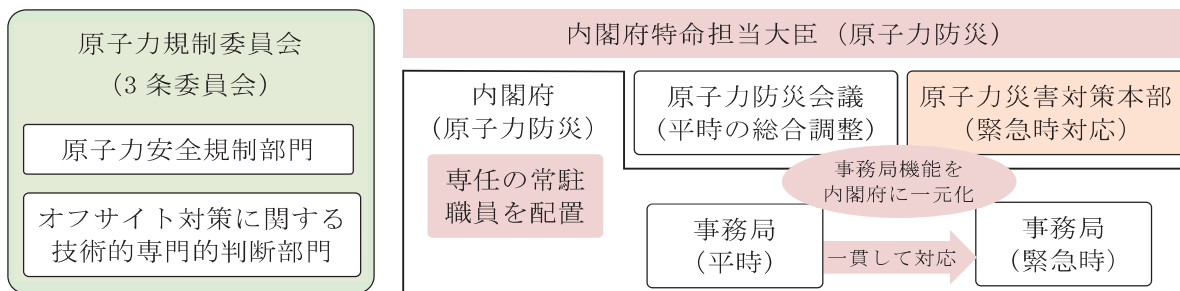 原子力規制委員会
（3 条委員会）
原子力安全規制部門
オフサイト対策に関する
技術的専門的判断部門
内閣府特命担当大臣（原子力防災）
内閣府
（原子力防災）
専任の常駐
職員を配置
原子力防災会議
（平時の総合調整）
原子力災害対策本部
（緊急時対応）
事務局機能を
内閣府に一元化
事務局
（平時）
一貫して対応
事務局
（緊急時）